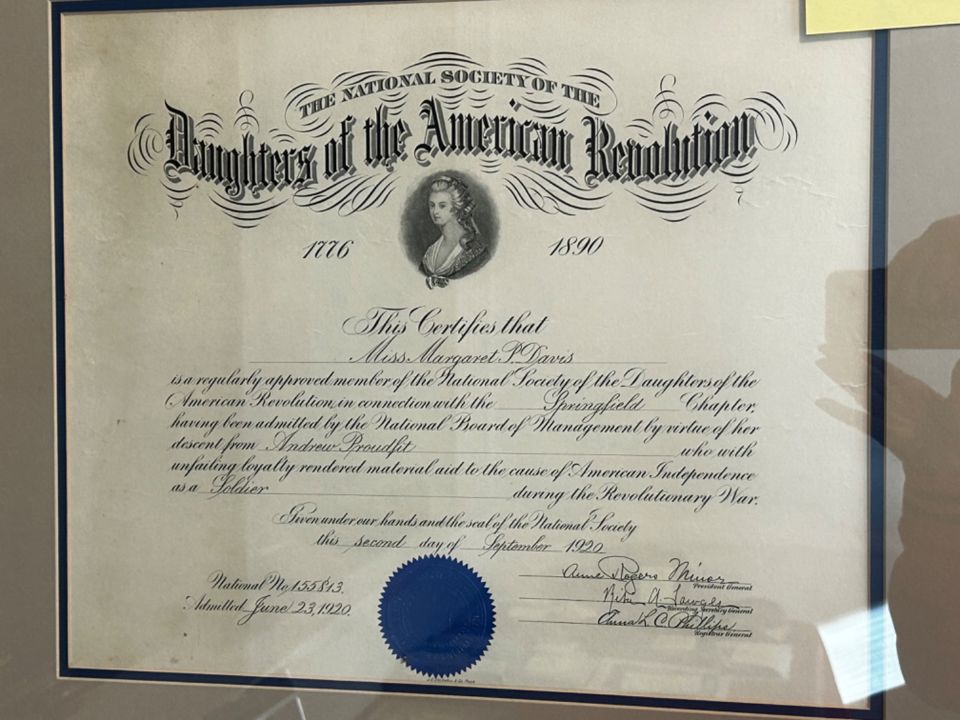 THE NATIONAL SOCIETY OF THE
Daughters of the American Revolution
1776 1890
This Certifies that
Miss Margaret P. Davis
is a regularly approved member of the National Society of the Daughters of the
American Revolution, in connection with the Springfield Chapter,
having been admitted by the National Board of Management by virtue of her
descent from Andrew Proudfit who with
unfailing loyalty rendered material aid to the cause of American Independence
as a Soldier during the Revolutionary War.
Given under our hands and the seal of the National Society
this second day of September 1920
Anne Rogers Minor
President General
National No. 155813.
Rita A.
Recording Secretary General
Admitted June 23, 1920.
Anna L. C. Phillips
Registrar General